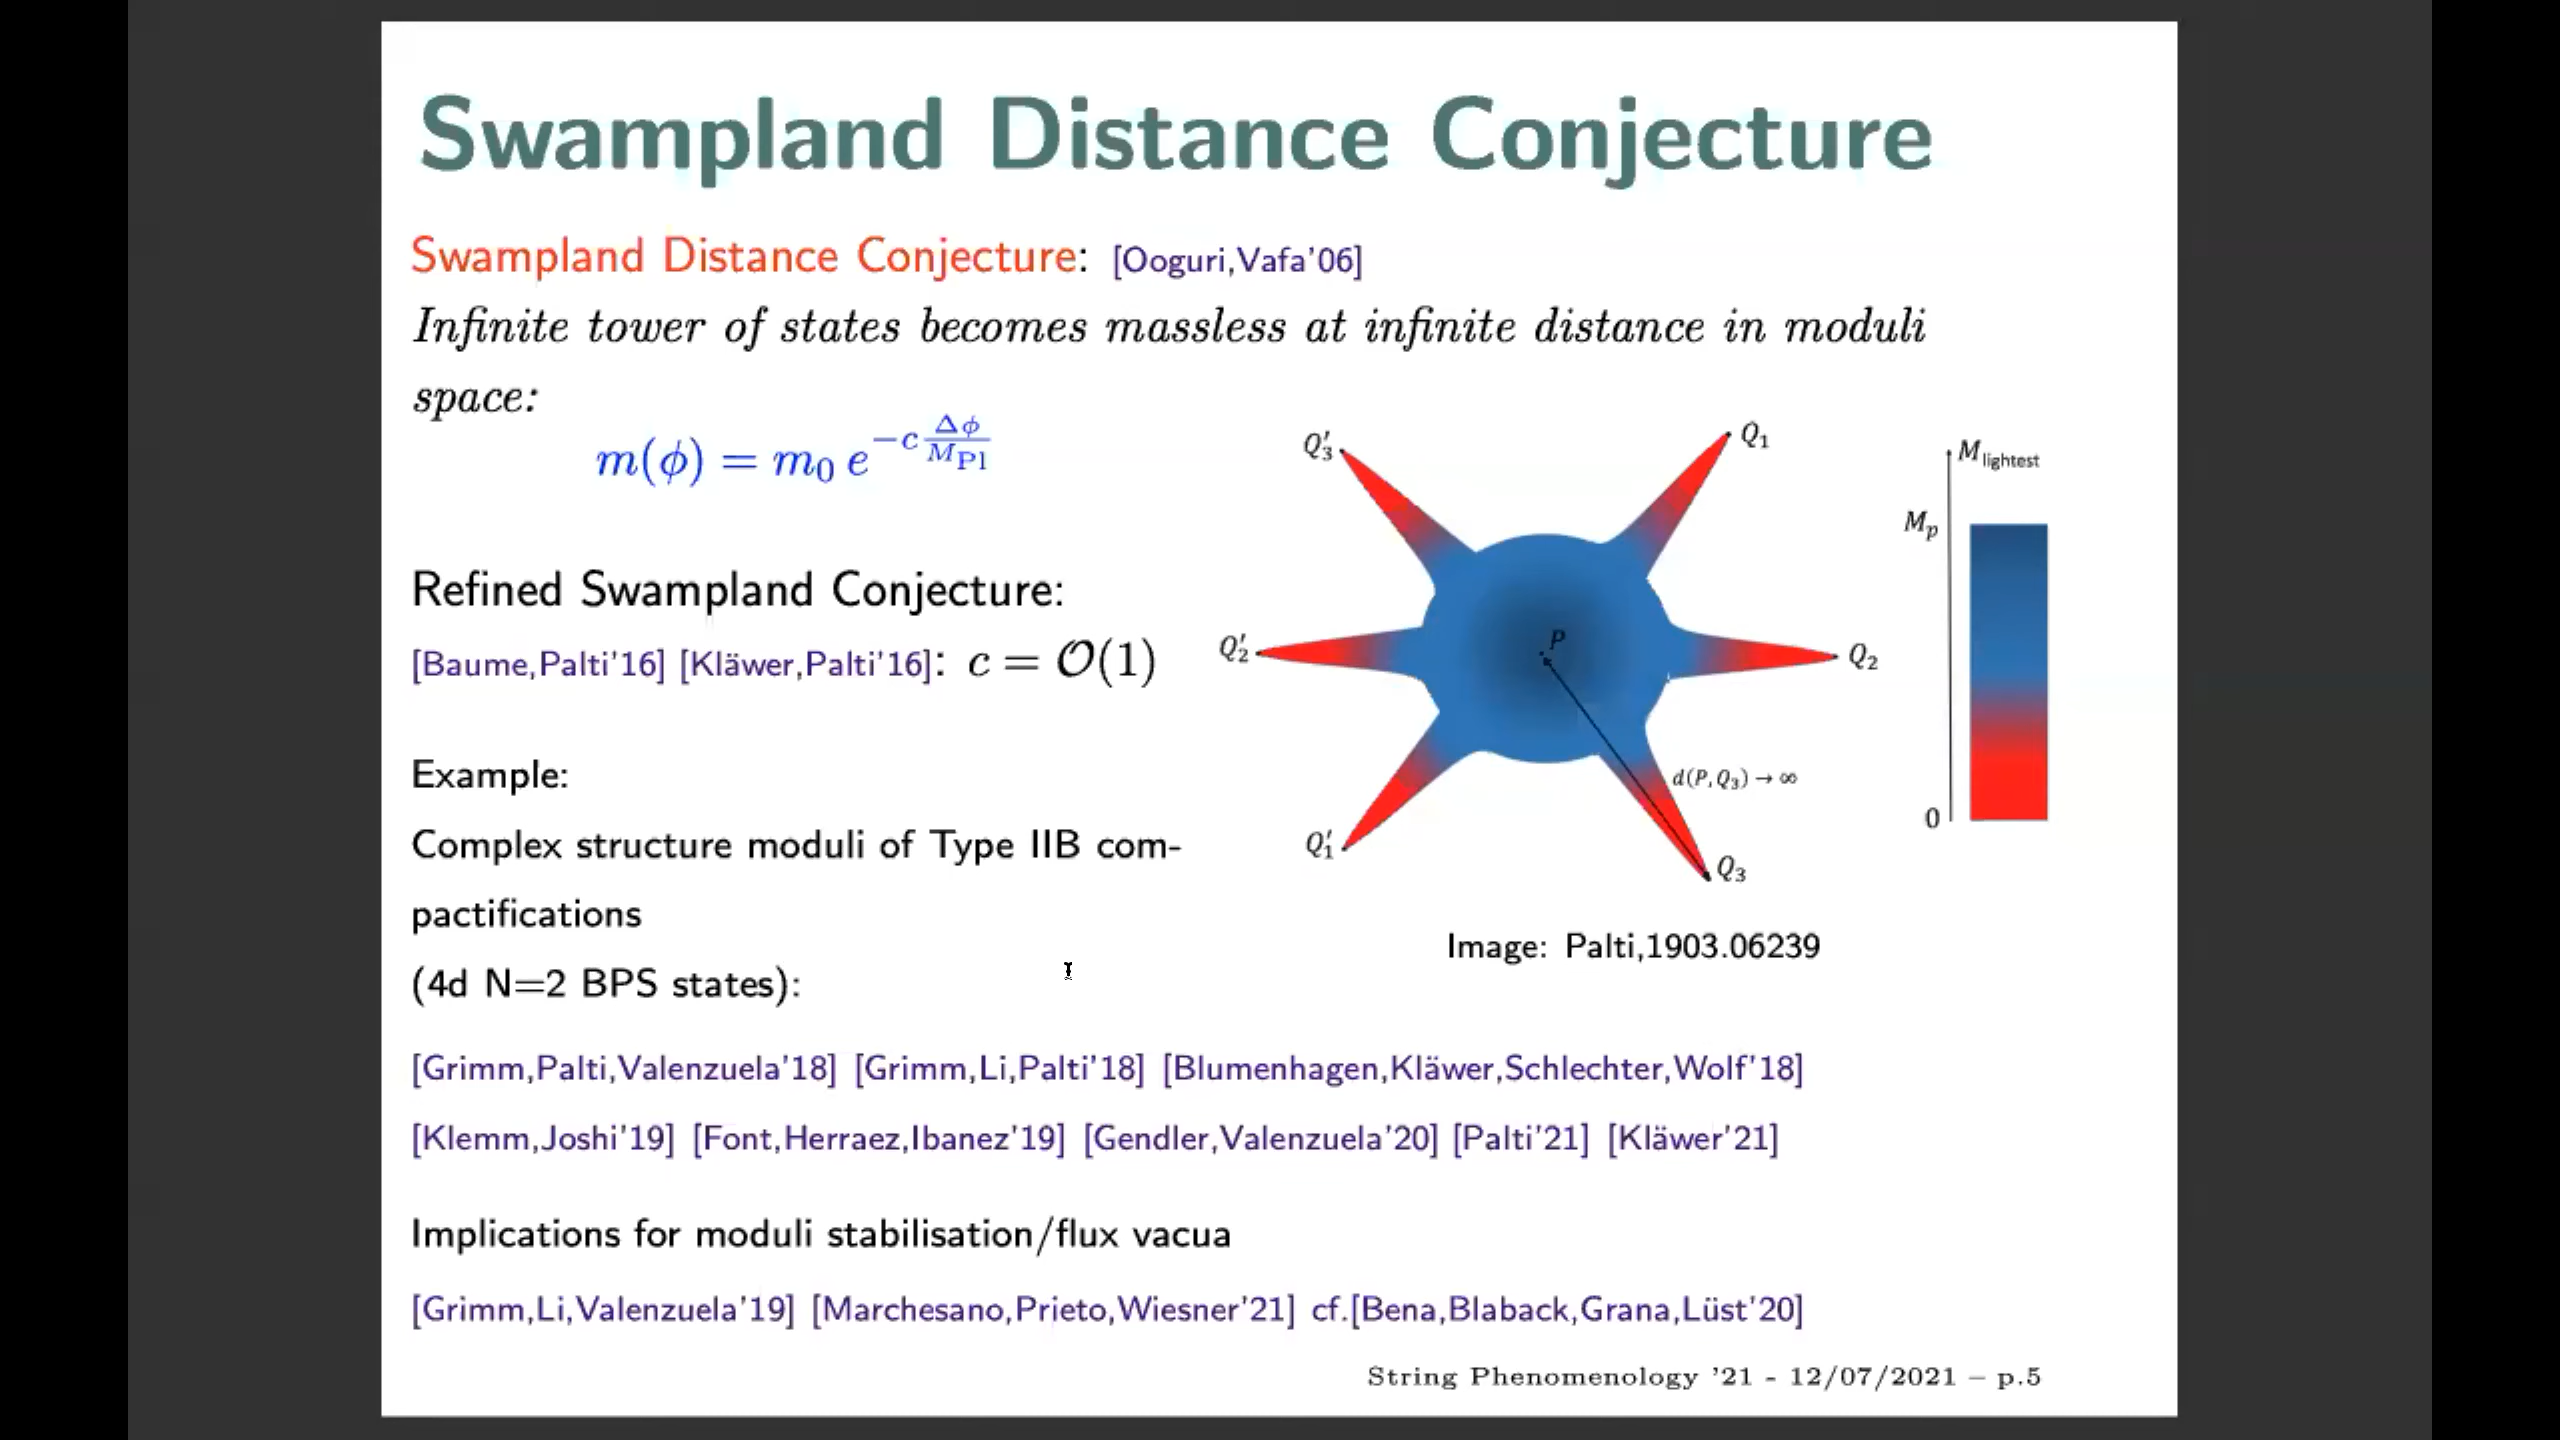 Swampland Distance Conjecture
Swampland Distance Conjecture: [Ooguri,Vafa'06]
Infinite tower of states becomes massless at infinite distance in moduli
space:
m(ϕ) = m₀ e^{−c Δϕ/M_Pl}
Refined Swampland Conjecture:
[Baume,Palti'16] [Kläwer,Palti'16]: c = 𝒪(1)
Example:
Complex structure moduli of Type IIB com-
pactifications
(4d N=2 BPS states):
Q′₃
Q₁
Q′₂
P
Q₂
d(P,Q₃)→∞
Q′₁
Q₃
M_lightest
M_p
0
Image: Palti,1903.06239
[Grimm,Palti,Valenzuela'18] [Grimm,Li,Palti'18] [Blumenhagen,Kläwer,Schlechter,Wolf'18]
[Klemm,Joshi'19] [Font,Herraez,Ibanez'19] [Gendler,Valenzuela'20] [Palti'21] [Kläwer'21]
Implications for moduli stabilisation/flux vacua
[Grimm,Li,Valenzuela'19] [Marchesano,Prieto,Wiesner'21] cf.[Bena,Blaback,Grana,Lüst'20]
String Phenomenology '21 - 12/07/2021 – p.5